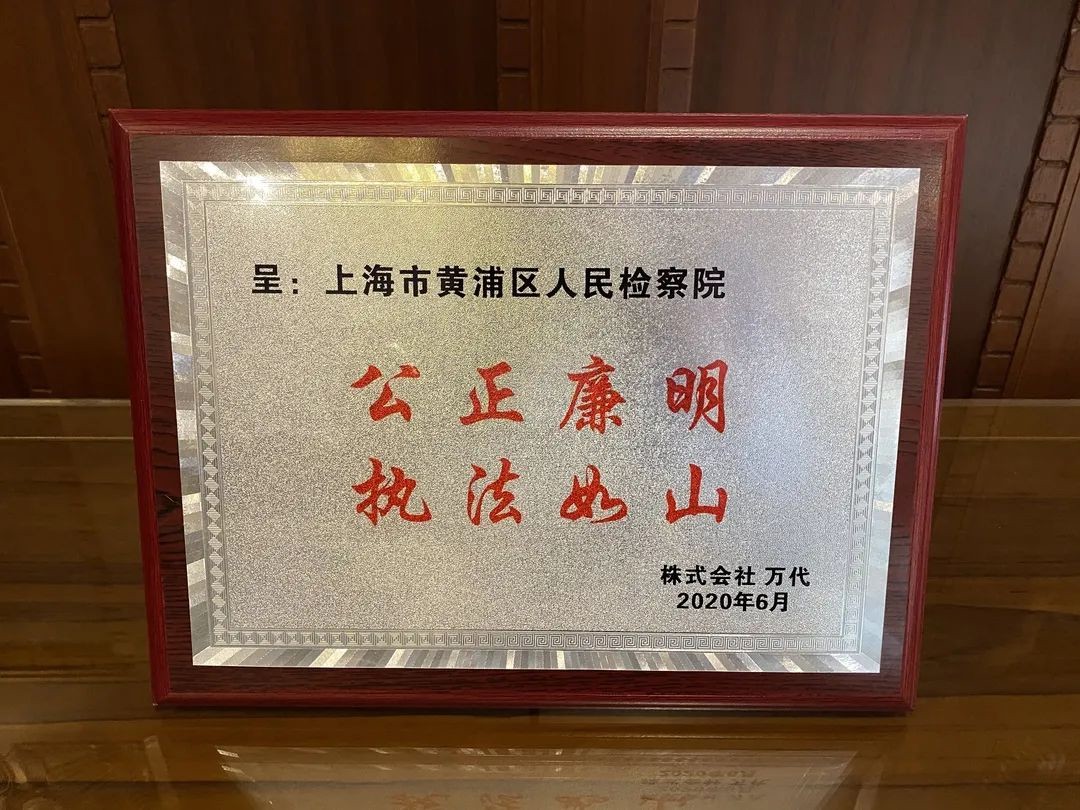 呈：上海市黄浦区人民检察院
公正廉明
执法如山
株式会社 万代
2020年6月